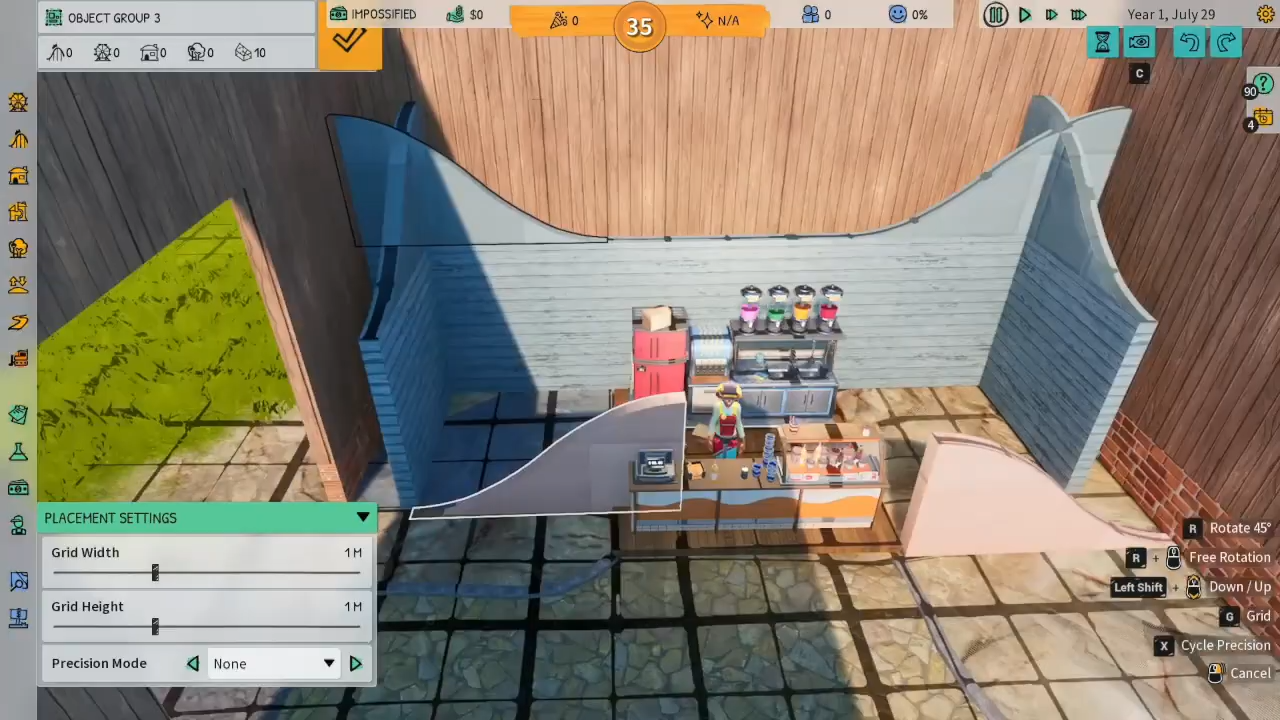 OBJECT GROUP 3
0
0
0
0
10
IMPOSSIFIED
$0
0
35
N/A
0
0%
Year 1, July 29
C
90
4
PLACEMENT SETTINGS
Grid Width
1 M
Grid Height
1 M
Precision Mode
None
R
Rotate 45°
R +
Free Rotation
Left Shift +
Down / Up
G
Grid
X
Cycle Precision
Cancel